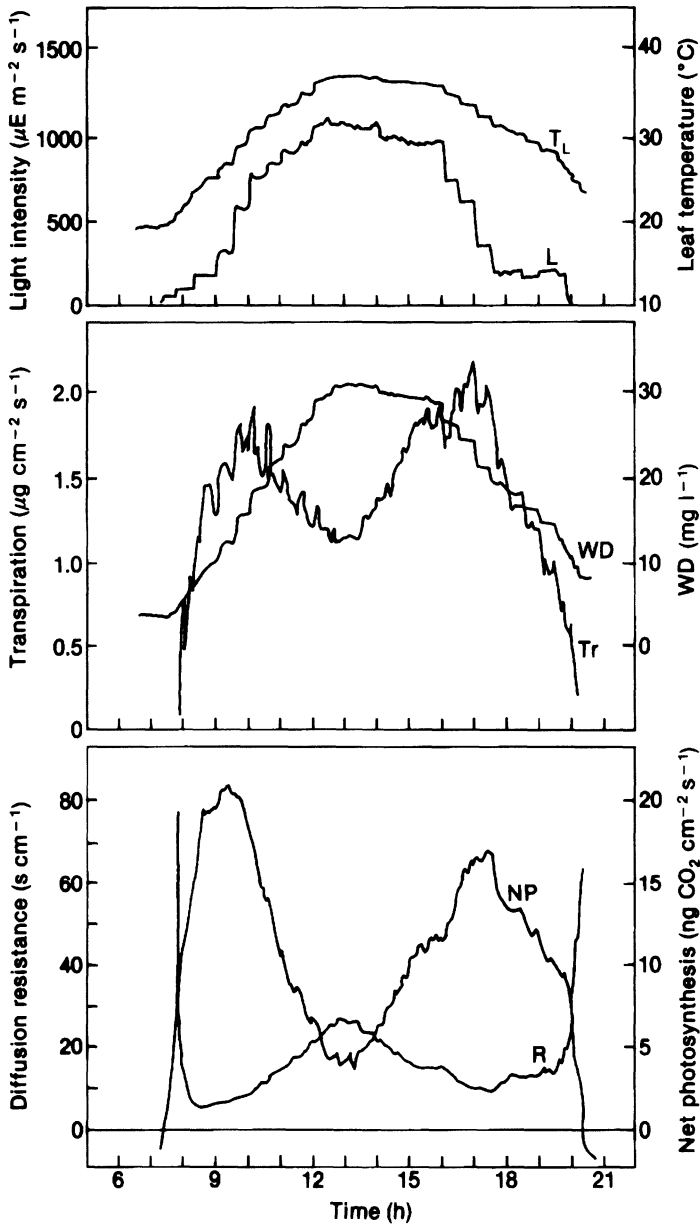 Light intensity (μE m⁻² s⁻¹)
1500
1000
500
0
40
30
20
10
Leaf temperature (°C)
T_L
L
Transpiration (μg cm⁻² s⁻¹)
2.0
1.5
1.0
0.5
0
30
20
10
0
WD (mg l⁻¹)
WD
Tr
Diffusion resistance (s cm⁻¹)
80
60
40
20
0
20
15
10
5
0
Net photosynthesis (ng CO₂ cm⁻² s⁻¹)
NP
R
6 9 12 15 18 21
Time (h)